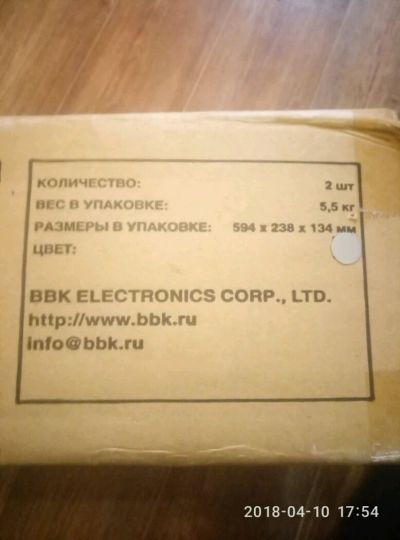 КОЛИЧЕСТВО: 2 шт
ВЕС В УПАКОВКЕ: 5,5 кг
РАЗМЕРЫ В УПАКОВКЕ: 594 x 238 x 134 мм
ЦВЕТ:
BBK ELECTRONICS CORP., LTD.
http://www.bbk.ru
info@bbk.ru
2018-04-10 17:54